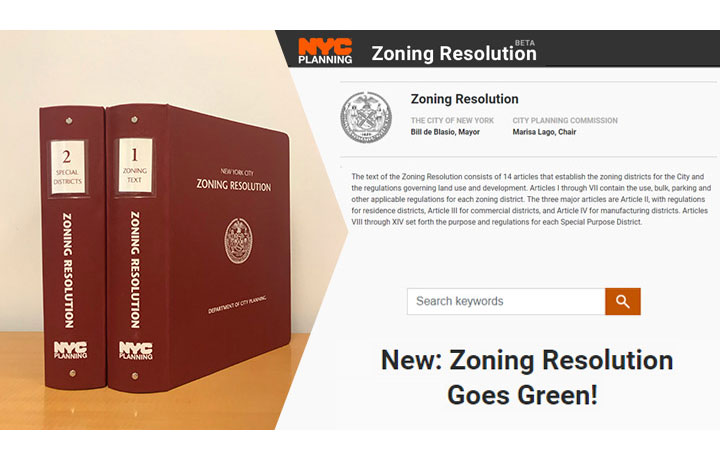 2
SPECIAL
DISTRICTS
ZONING RESOLUTION
NYC
PLANNING
1
ZONING
TEXT
ZONING RESOLUTION
NYC
PLANNING
NEW YORK CITY
ZONING RESOLUTION
DEPARTMENT OF CITY PLANNING
NYC
PLANNING
Zoning Resolution BETA
Zoning Resolution
THE CITY OF NEW YORK
Bill de Blasio, Mayor
CITY PLANNING COMMISSION
Marisa Lago, Chair
The text of the Zoning Resolution consists of 14 articles that establish the zoning districts for the City and
the regulations governing land use and development. Articles I through VII contain the use, bulk, parking and
other applicable regulations for each zoning district. The three major articles are Article II, with regulations
for residence districts, Article III for commercial districts, and Article IV for manufacturing districts. Articles
VIII through XIV set forth the purpose and regulations for each Special Purpose District.
Search keywords
New: Zoning Resolution
Goes Green!